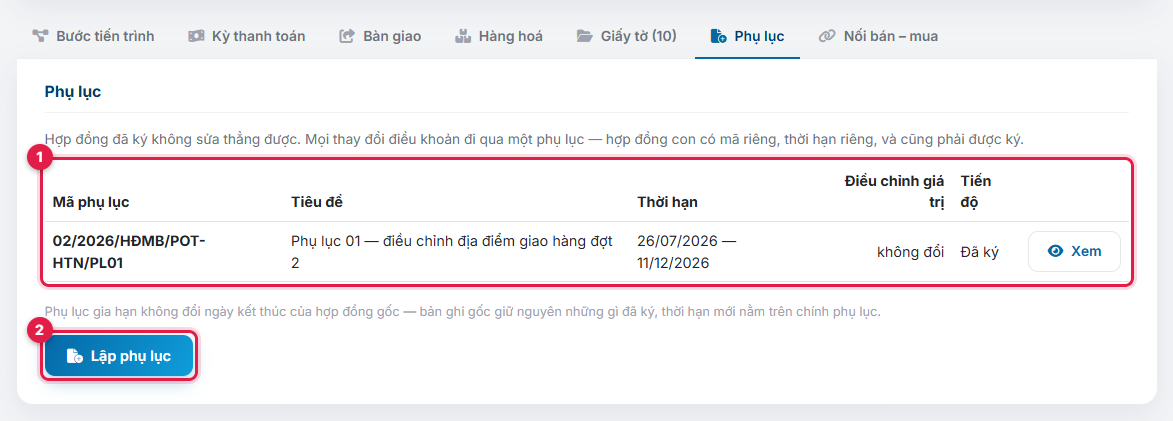 Bước tiến trình Kỳ thanh toán Bàn giao Hàng hoá Giấy tờ (10) Phụ lục Nối bán – mua
Phụ lục
Hợp đồng đã ký không sửa thẳng được. Mọi thay đổi điều khoản đi qua một phụ lục — hợp đồng con có mã riêng, thời hạn riêng, và cũng phải được ký.
1
Mã phụ lục Tiêu đề Thời hạn Điều chỉnh giá trị Tiến độ
02/2026/HĐMB/POT-
HTN/PL01
Phụ lục 01 — điều chỉnh địa điểm giao hàng đợt
2
26/07/2026 —
11/12/2026
không đổi
Đã ký
Xem
Phụ lục gia hạn không đổi ngày kết thúc của hợp đồng gốc — bản ghi gốc giữ nguyên những gì đã ký, thời hạn mới nằm trên chính phụ lục.
2
Lập phụ lục